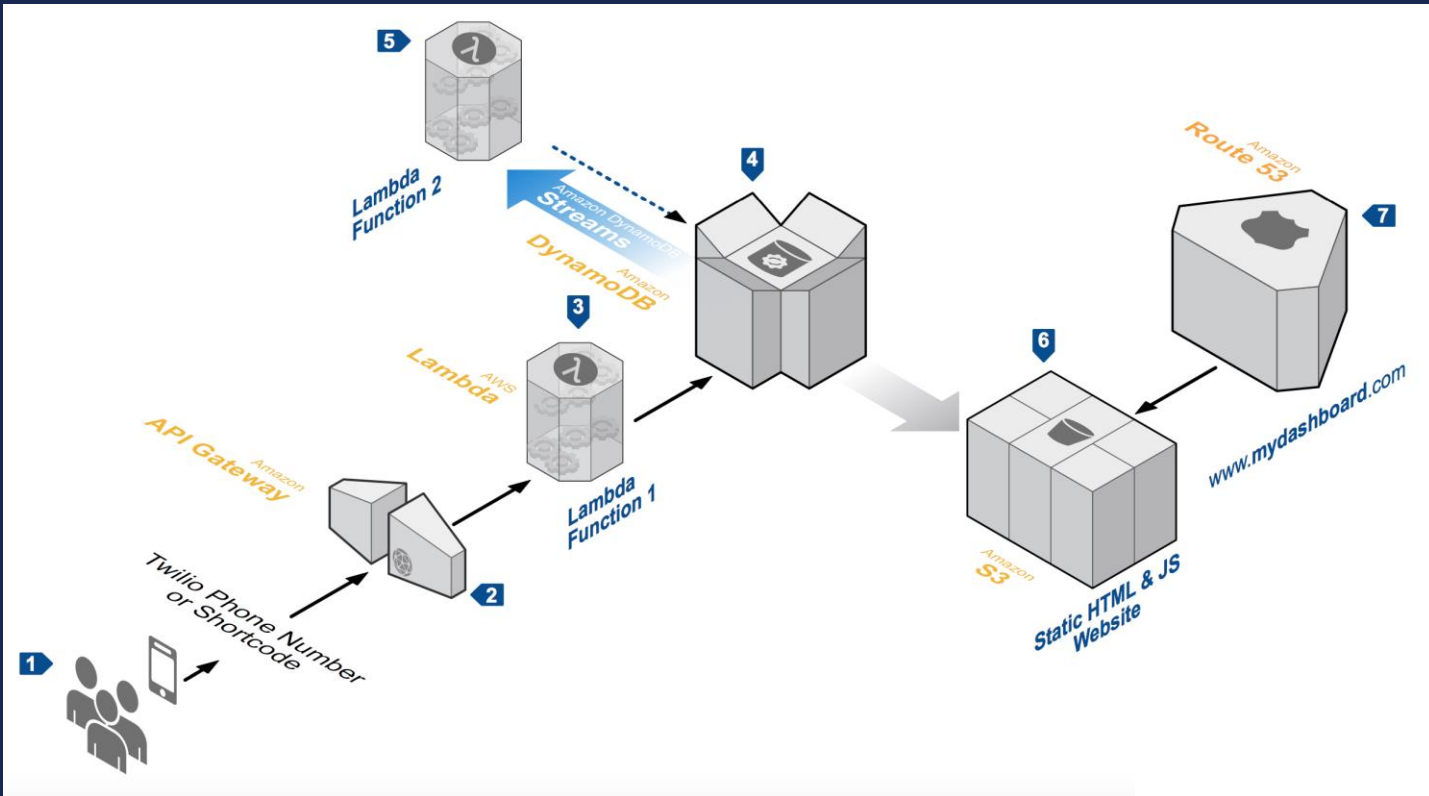 1
Twilio Phone Number
or Shortcode
2
Amazon
API Gateway
3
AWS
Lambda
Lambda
Function 1
4
Amazon
DynamoDB
Amazon DynamoDB
Streams
5
Lambda
Function 2
6
Amazon
S3
Static HTML & JS
Website
7
Amazon
Route 53
www.mydashboard.com